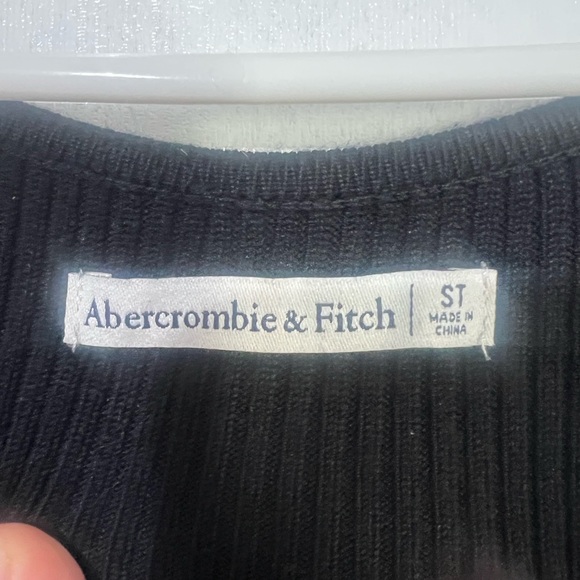 Abercrombie & Fitch
ST
MADE IN
CHINA